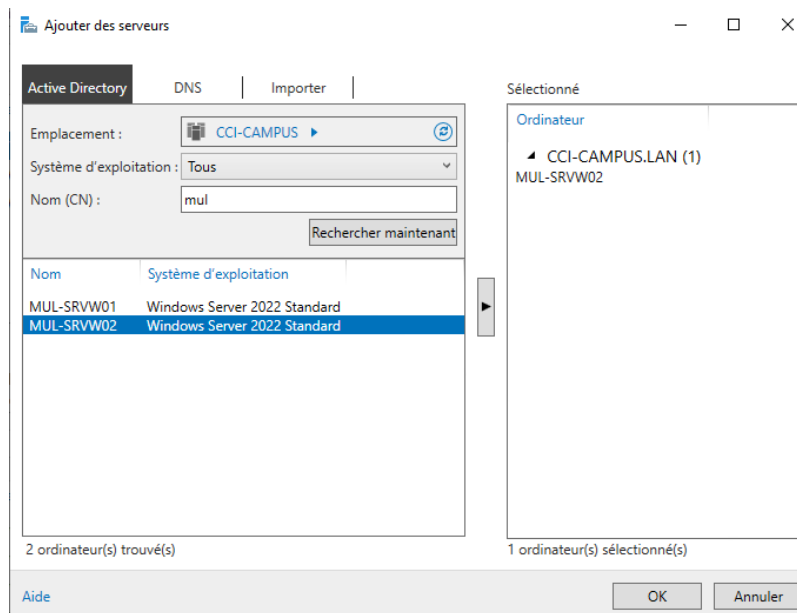 Ajouter des serveurs
Active Directory DNS Importer
Emplacement : CCI-CAMPUS
Système d'exploitation : Tous
Nom (CN) : mul
Rechercher maintenant
Nom Système d'exploitation
MUL-SRVW01 Windows Server 2022 Standard
MUL-SRVW02 Windows Server 2022 Standard
2 ordinateur(s) trouvé(s)
Sélectionné
Ordinateur
CCI-CAMPUS.LAN (1)
MUL-SRVW02
1 ordinateur(s) sélectionné(s)
Aide OK Annuler